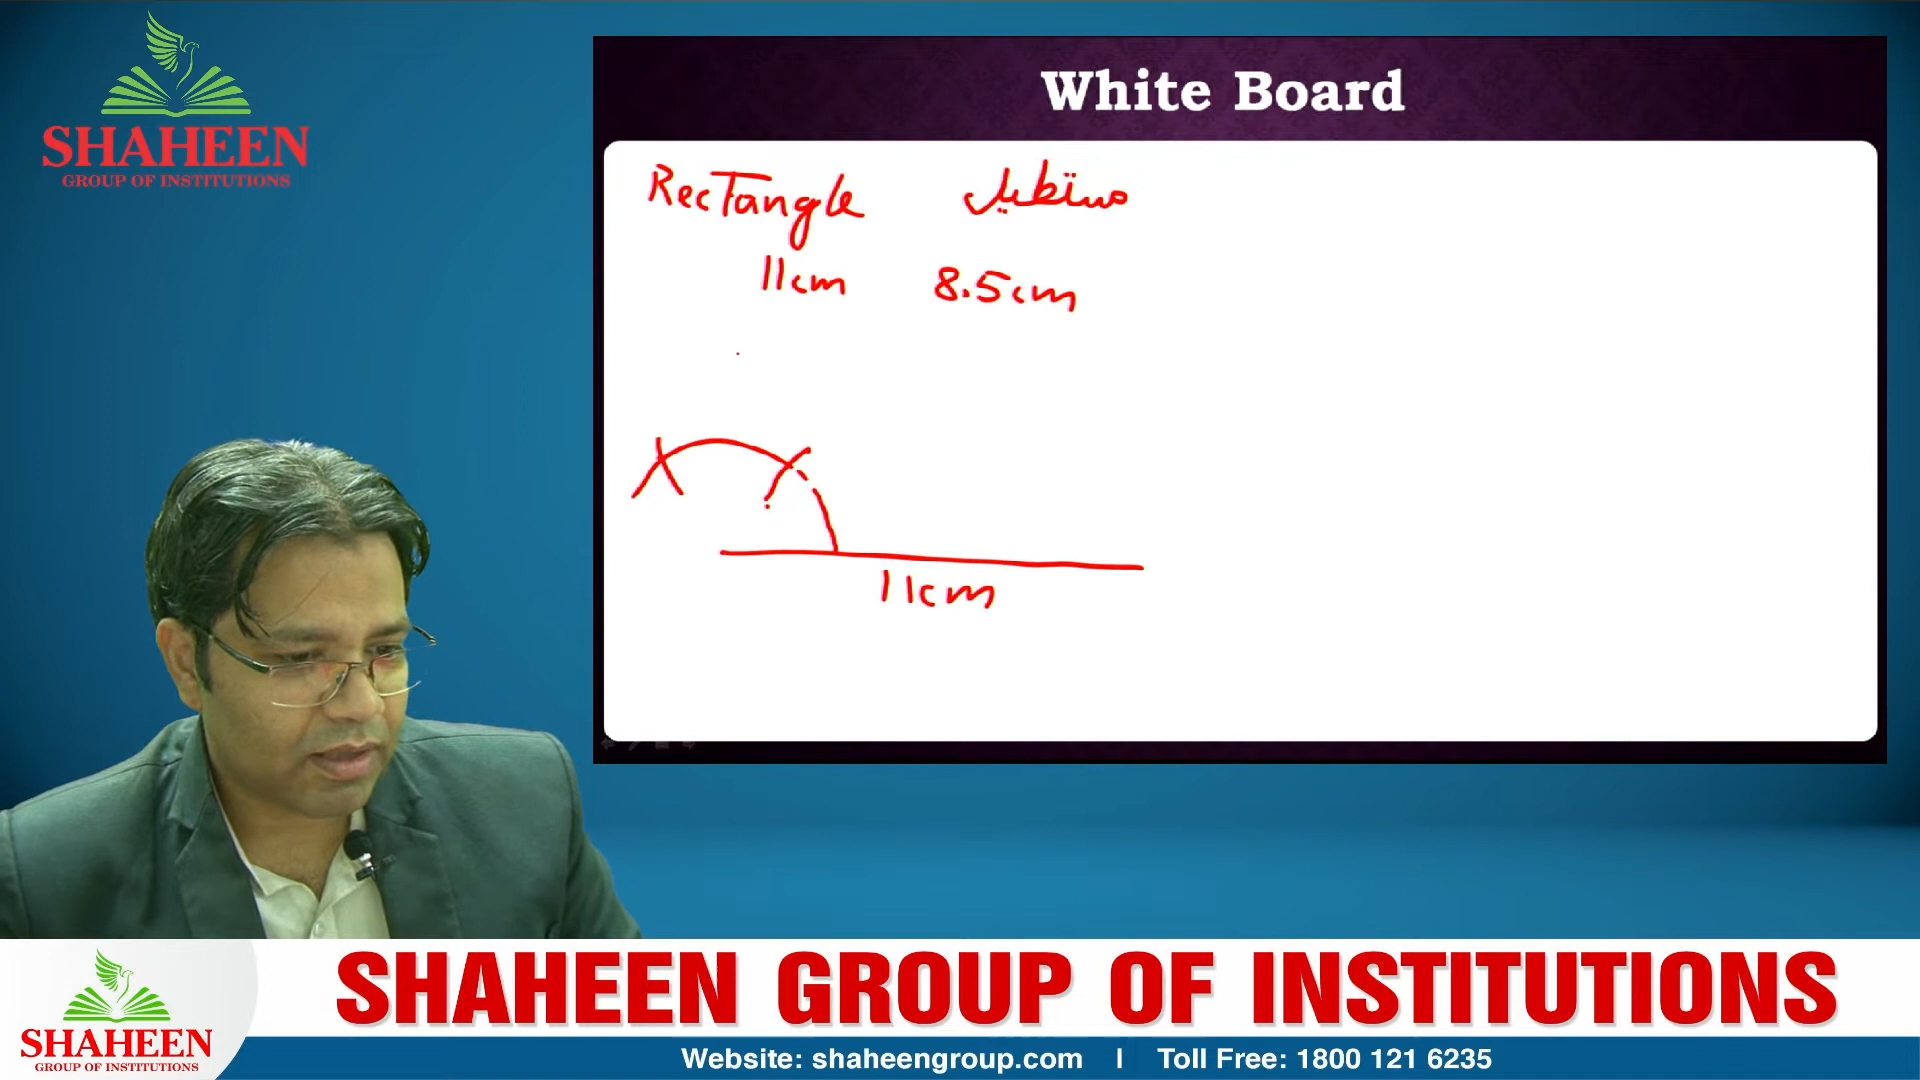 SHAHEEN
GROUP OF INSTITUTIONS
White Board
Rectangle مستطیل
11cm 8.5cm
11cm
SHAHEEN
GROUP OF INSTITUTIONS
SHAHEEN GROUP OF INSTITUTIONS
Website: shaheengroup.com | Toll Free: 1800 121 6235